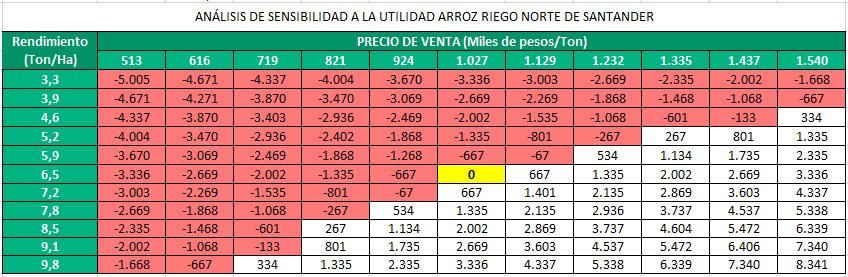 ANÁLISIS DE SENSIBILIDAD A LA UTILIDAD ARROZ RIEGO NORTE DE SANTANDER
Rendimiento (Ton/Ha) PRECIO DE VENTA (Miles de pesos/Ton)
513 616 719 821 924 1.027 1.129 1.232 1.335 1.437 1.540
3,3 -5.005 -4.671 -4.337 -4.004 -3.670 -3.336 -3.003 -2.669 -2.335 -2.002 -1.668
3,9 -4.671 -4.271 -3.870 -3.470 -3.069 -2.669 -2.269 -1.868 -1.468 -1.068 -667
4,6 -4.337 -3.870 -3.403 -2.936 -2.469 -2.002 -1.535 -1.068 -601 -133 334
5,2 -4.004 -3.470 -2.936 -2.402 -1.868 -1.335 -801 -267 267 801 1.335
5,9 -3.670 -3.069 -2.469 -1.868 -1.268 -667 -67 534 1.134 1.735 2.335
6,5 -3.336 -2.669 -2.002 -1.335 -667 0 667 1.335 2.002 2.669 3.336
7,2 -3.003 -2.269 -1.535 -801 -67 667 1.401 2.135 2.869 3.603 4.337
7,8 -2.669 -1.868 -1.068 -267 534 1.335 2.135 2.936 3.737 4.537 5.338
8,5 -2.335 -1.468 -601 267 1.134 2.002 2.869 3.737 4.604 5.472 6.339
9,1 -2.002 -1.068 -133 801 1.735 2.669 3.603 4.537 5.472 6.406 7.340
9,8 -1.668 -667 334 1.335 2.335 3.336 4.337 5.338 6.339 7.340 8.341